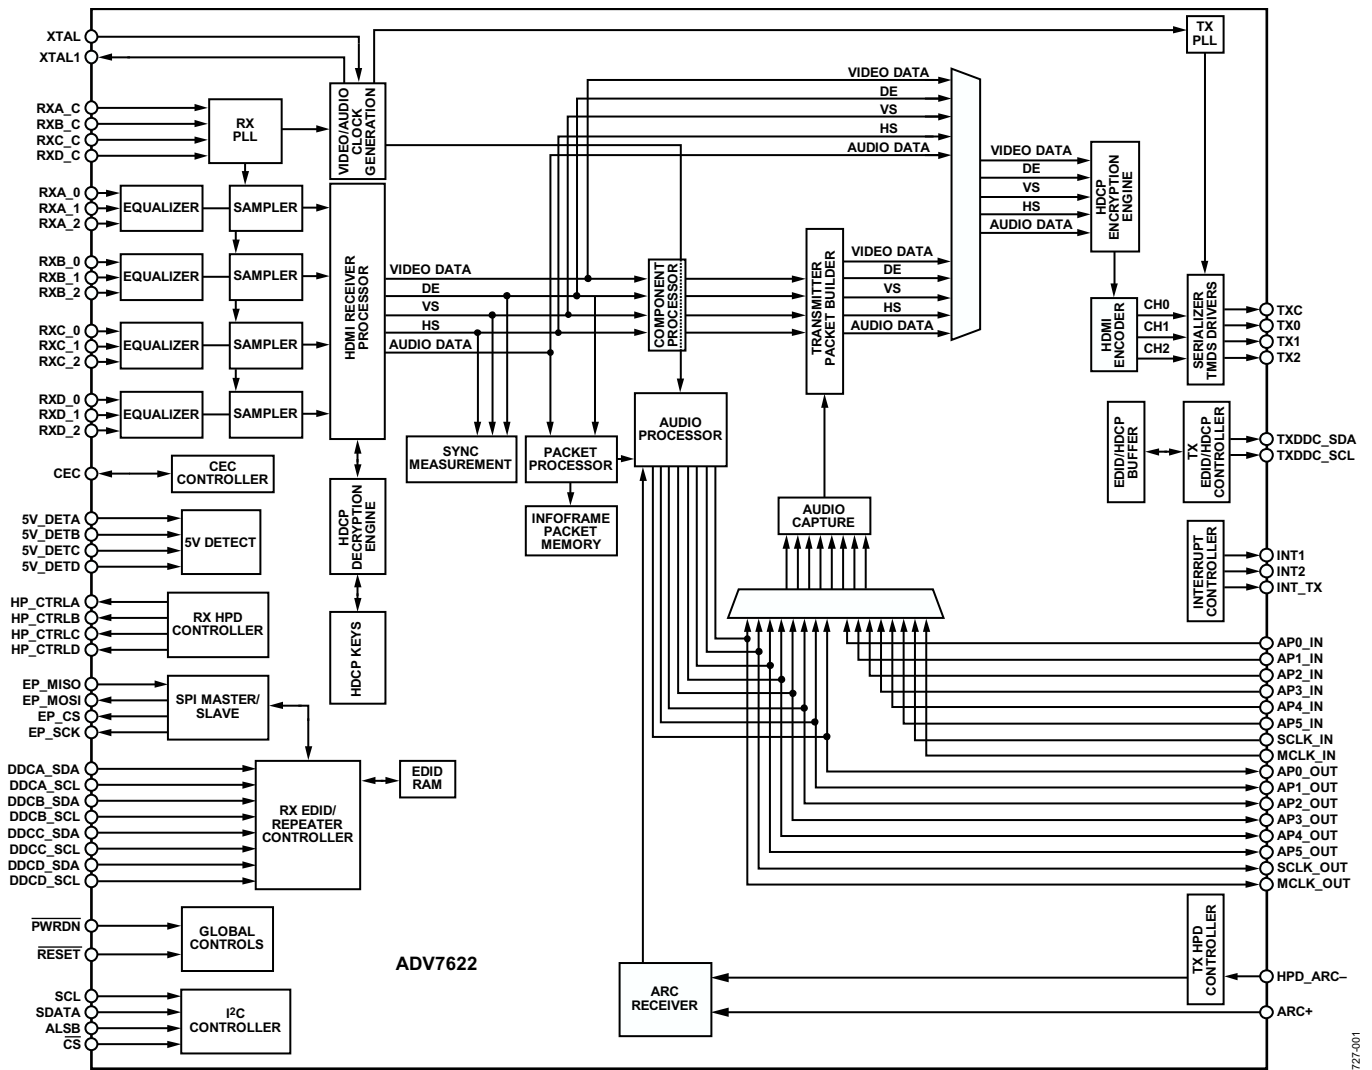 XTAL
XTAL1
RXA_C
RXB_C
RXC_C
RXD_C
RX
PLL
VIDEO/AUDIO
CLOCK
GENERATION
TX
PLL
RXA_0
RXA_1
RXA_2
EQUALIZER
SAMPLER
RXB_0
RXB_1
RXB_2
EQUALIZER
SAMPLER
RXC_0
RXC_1
RXC_2
EQUALIZER
SAMPLER
RXD_0
RXD_1
RXD_2
EQUALIZER
SAMPLER
HDMI RECEIVER
PROCESSOR
VIDEO DATA
DE
VS
HS
AUDIO DATA
VIDEO DATA
DE
VS
HS
AUDIO DATA
COMPONENT
PROCESSOR
TRANSMITTER
PACKET BUILDER
VIDEO DATA
DE
VS
HS
AUDIO DATA
VIDEO DATA
DE
VS
HS
AUDIO DATA
HDCP
ENCRYPTION
ENGINE
HDMI
ENCODER
CH0
CH1
CH2
SERIALIZER
TMDS DRIVERS
TXC
TX0
TX1
TX2
CEC
CEC
CONTROLLER
5V_DETA
5V_DETB
5V_DETC
5V_DETD
5V DETECT
HP_CTRLA
HP_CTRLB
HP_CTRLC
HP_CTRLD
RX HPD
CONTROLLER
EP_MISO
EP_MOSI
EP_CS
EP_SCK
SPI MASTER/
SLAVE
DDCA_SDA
DDCA_SCL
DDCB_SDA
DDCB_SCL
DDCC_SDA
DDCC_SCL
DDCD_SDA
DDCD_SCL
RX EDID/
REPEATER
CONTROLLER
EDID
RAM
HDCP
DECRYPTION
ENGINE
HDCP KEYS
SYNC
MEASUREMENT
PACKET
PROCESSOR
INFOFRAME
PACKET
MEMORY
AUDIO
PROCESSOR
AUDIO
CAPTURE
EDID/HDCP
BUFFER
TX
EDID/HDCP
CONTROLLER
TXDDC_SDA
TXDDC_SCL
INTERRUPT
CONTROLLER
INT1
INT2
INT_TX
AP0_IN
AP1_IN
AP2_IN
AP3_IN
AP4_IN
AP5_IN
SCLK_IN
MCLK_IN
AP0_OUT
AP1_OUT
AP2_OUT
AP3_OUT
AP4_OUT
AP5_OUT
SCLK_OUT
MCLK_OUT
PWRDN
RESET
GLOBAL
CONTROLS
SCL
SDATA
ALSB
CS
I²C
CONTROLLER
ADV7622
ARC
RECEIVER
TX HPD
CONTROLLER
HPD_ARC–
ARC+
727-001